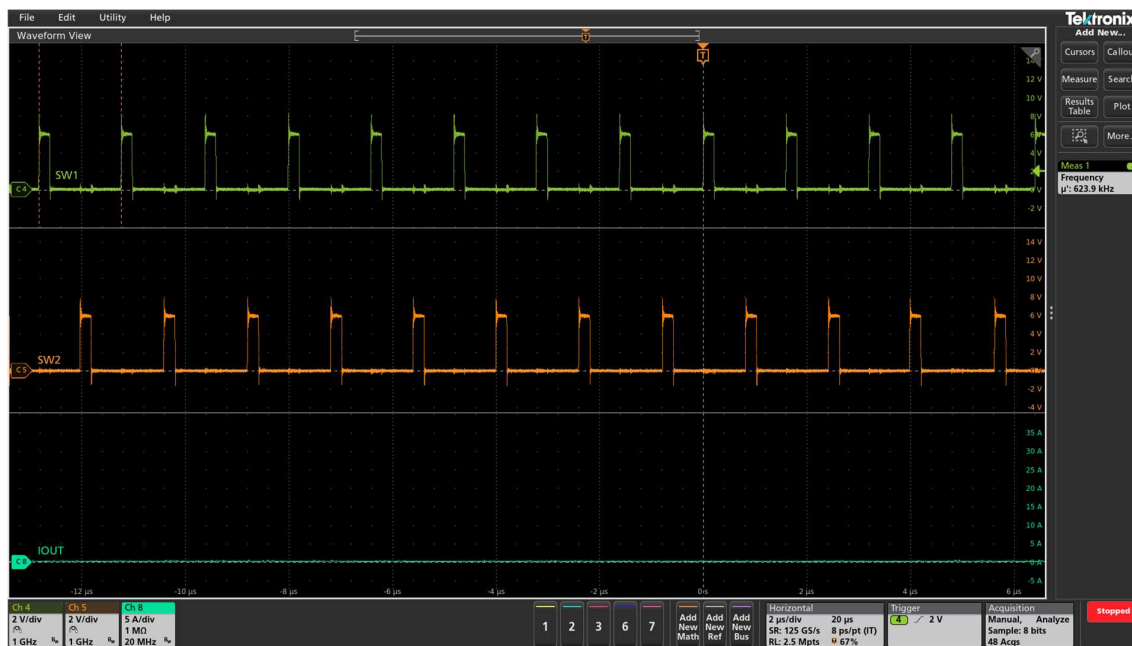 File Edit Utility Help
Tektronix
Waveform View
Add New...
Cursors Callou
Measure Search
Results Table Plot
More...
Meas 1
Frequency
µ': 623.9 kHz
T
T
14 V
12 V
10 V
8 V
6 V
4 V
2 V
0 V
-2 V
C 4
SW1
14 V
12 V
10 V
8 V
6 V
4 V
2 V
0 V
-2 V
-4 V
C 5
SW2
35 A
30 A
25 A
20 A
15 A
10 A
5 A
0 A
-5 A
C 8
IOUT
-12 µs -10 µs -8 µs -6 µs -4 µs -2 µs 0 s 2 µs 4 µs 6 µs
Ch 4
2 V/div
1 GHz
Ch 5
2 V/div
1 GHz
Ch 8
5 A/div
1 MΩ
20 MHz
1 2 3 6 7
Add New Math
Add New Ref
Add New Bus
Horizontal
2 µs/div 20 µs
SR: 125 GS/s 8 ps/pt (IT)
RL: 2.5 Mpts 67%
Trigger
4 2 V
Acquisition
Manual, Analyze
Sample: 8 bits
48 Acqs
Stopped